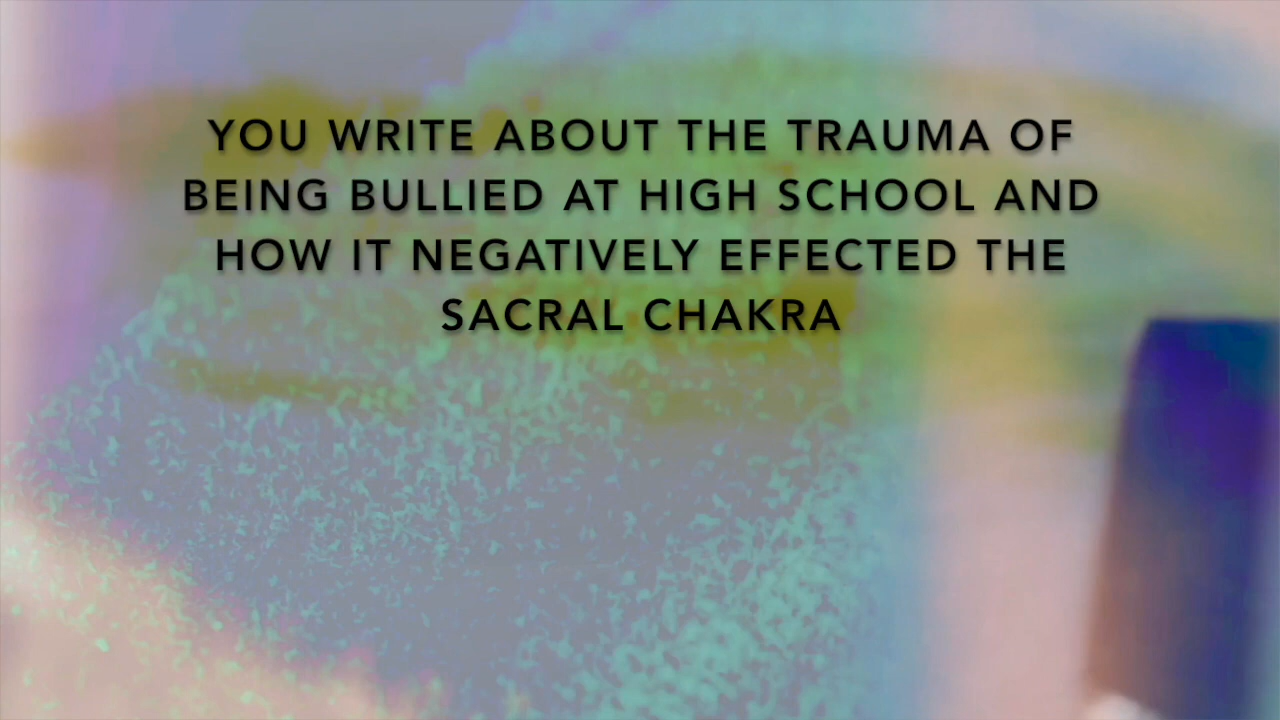 YOU WRITE ABOUT THE TRAUMA OF
BEING BULLIED AT HIGH SCHOOL AND
HOW IT NEGATIVELY EFFECTED THE
SACRAL CHAKRA